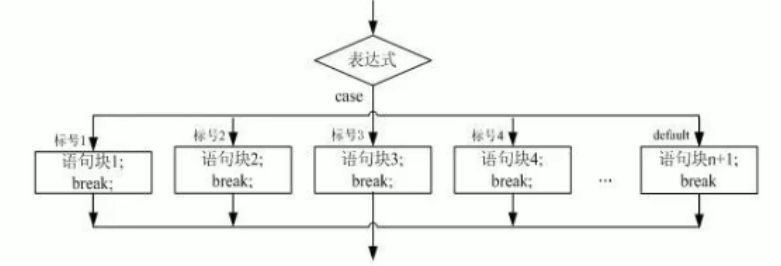 表达式
case
标号1
标号2
标号3
标号4
default
语句块1;
break;
语句块2;
break;
语句块3;
break;
语句块4;
break;
...
语句块n+1;
break